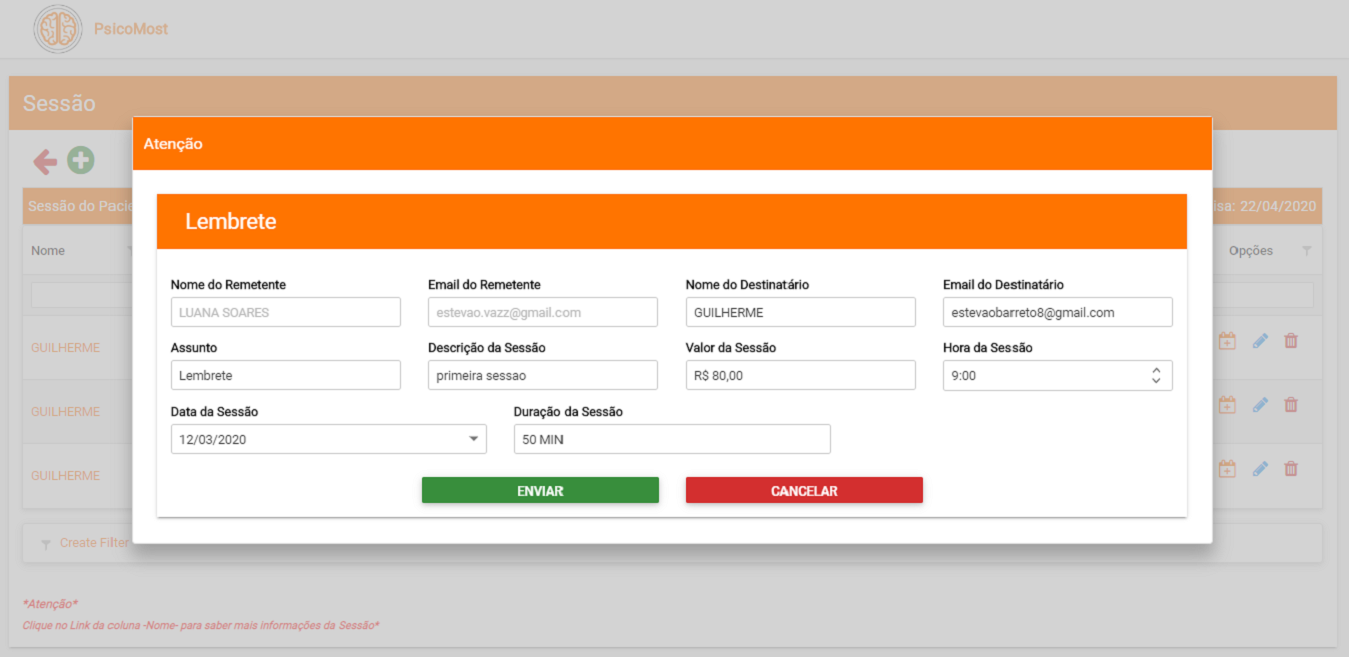 PsicoMost
Sessão
Atenção
Sessão do Pacie
isa: 22/04/2020
Lembrete
Nome
Opções
Nome do Remetente Email do Remetente Nome do Destinatário Email do Destinatário
LUANA SOARES estevao.vazz@gmail.com GUILHERME estevaobarreto8@gmail.com
GUILHERME
Assunto Descrição da Sessão Valor da Sessão Hora da Sessão
Lembrete primeira sessao R$ 80,00 9:00
GUILHERME
Data da Sessão Duração da Sessão
12/03/2020 50 MIN
GUILHERME
ENVIAR CANCELAR
Create Filter
*Atenção*
Clique no Link da coluna -Nome- para saber mais informações da Sessão*